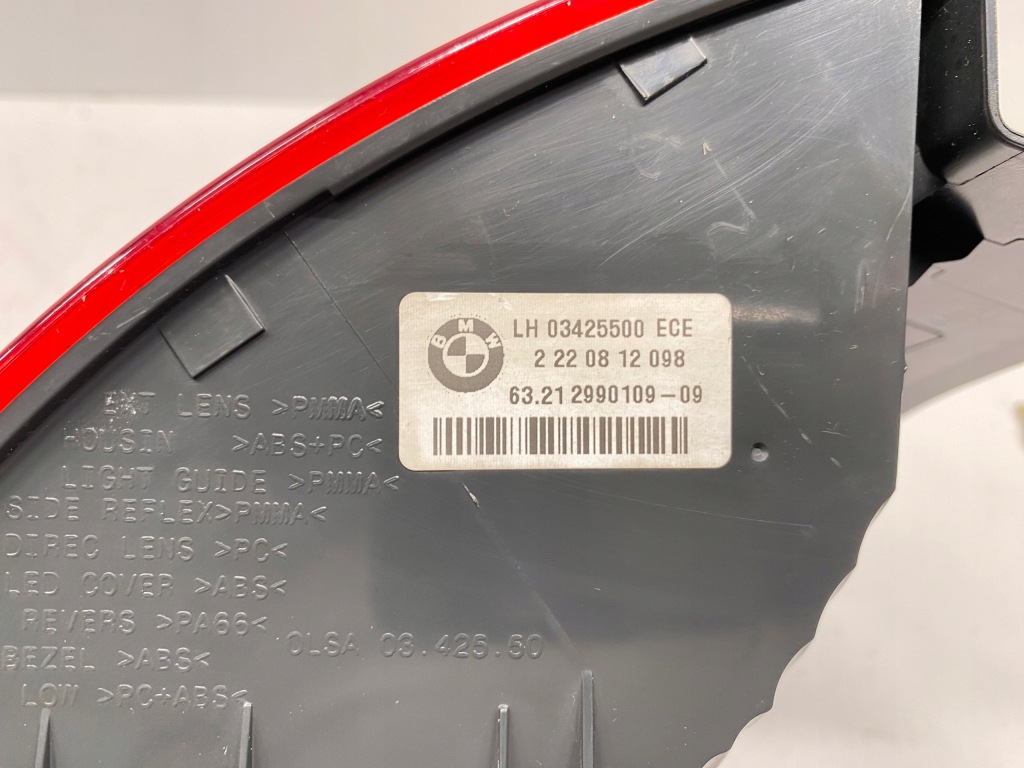 BMW
LH 03425500 ECE
2 22 08 12 098
63.21 2990109-09
EXT LENS >PMMA<
HOUSIN >ABS+PC<
LIGHT GUIDE >PMMA<
SIDE REFLEX>PMMA<
DIREC LENS >PC<
LED COVER >ABS<
REVERS >PA66<
OLSA 03.425.50
BEZEL >ABS<
LOW >PC+ABS<